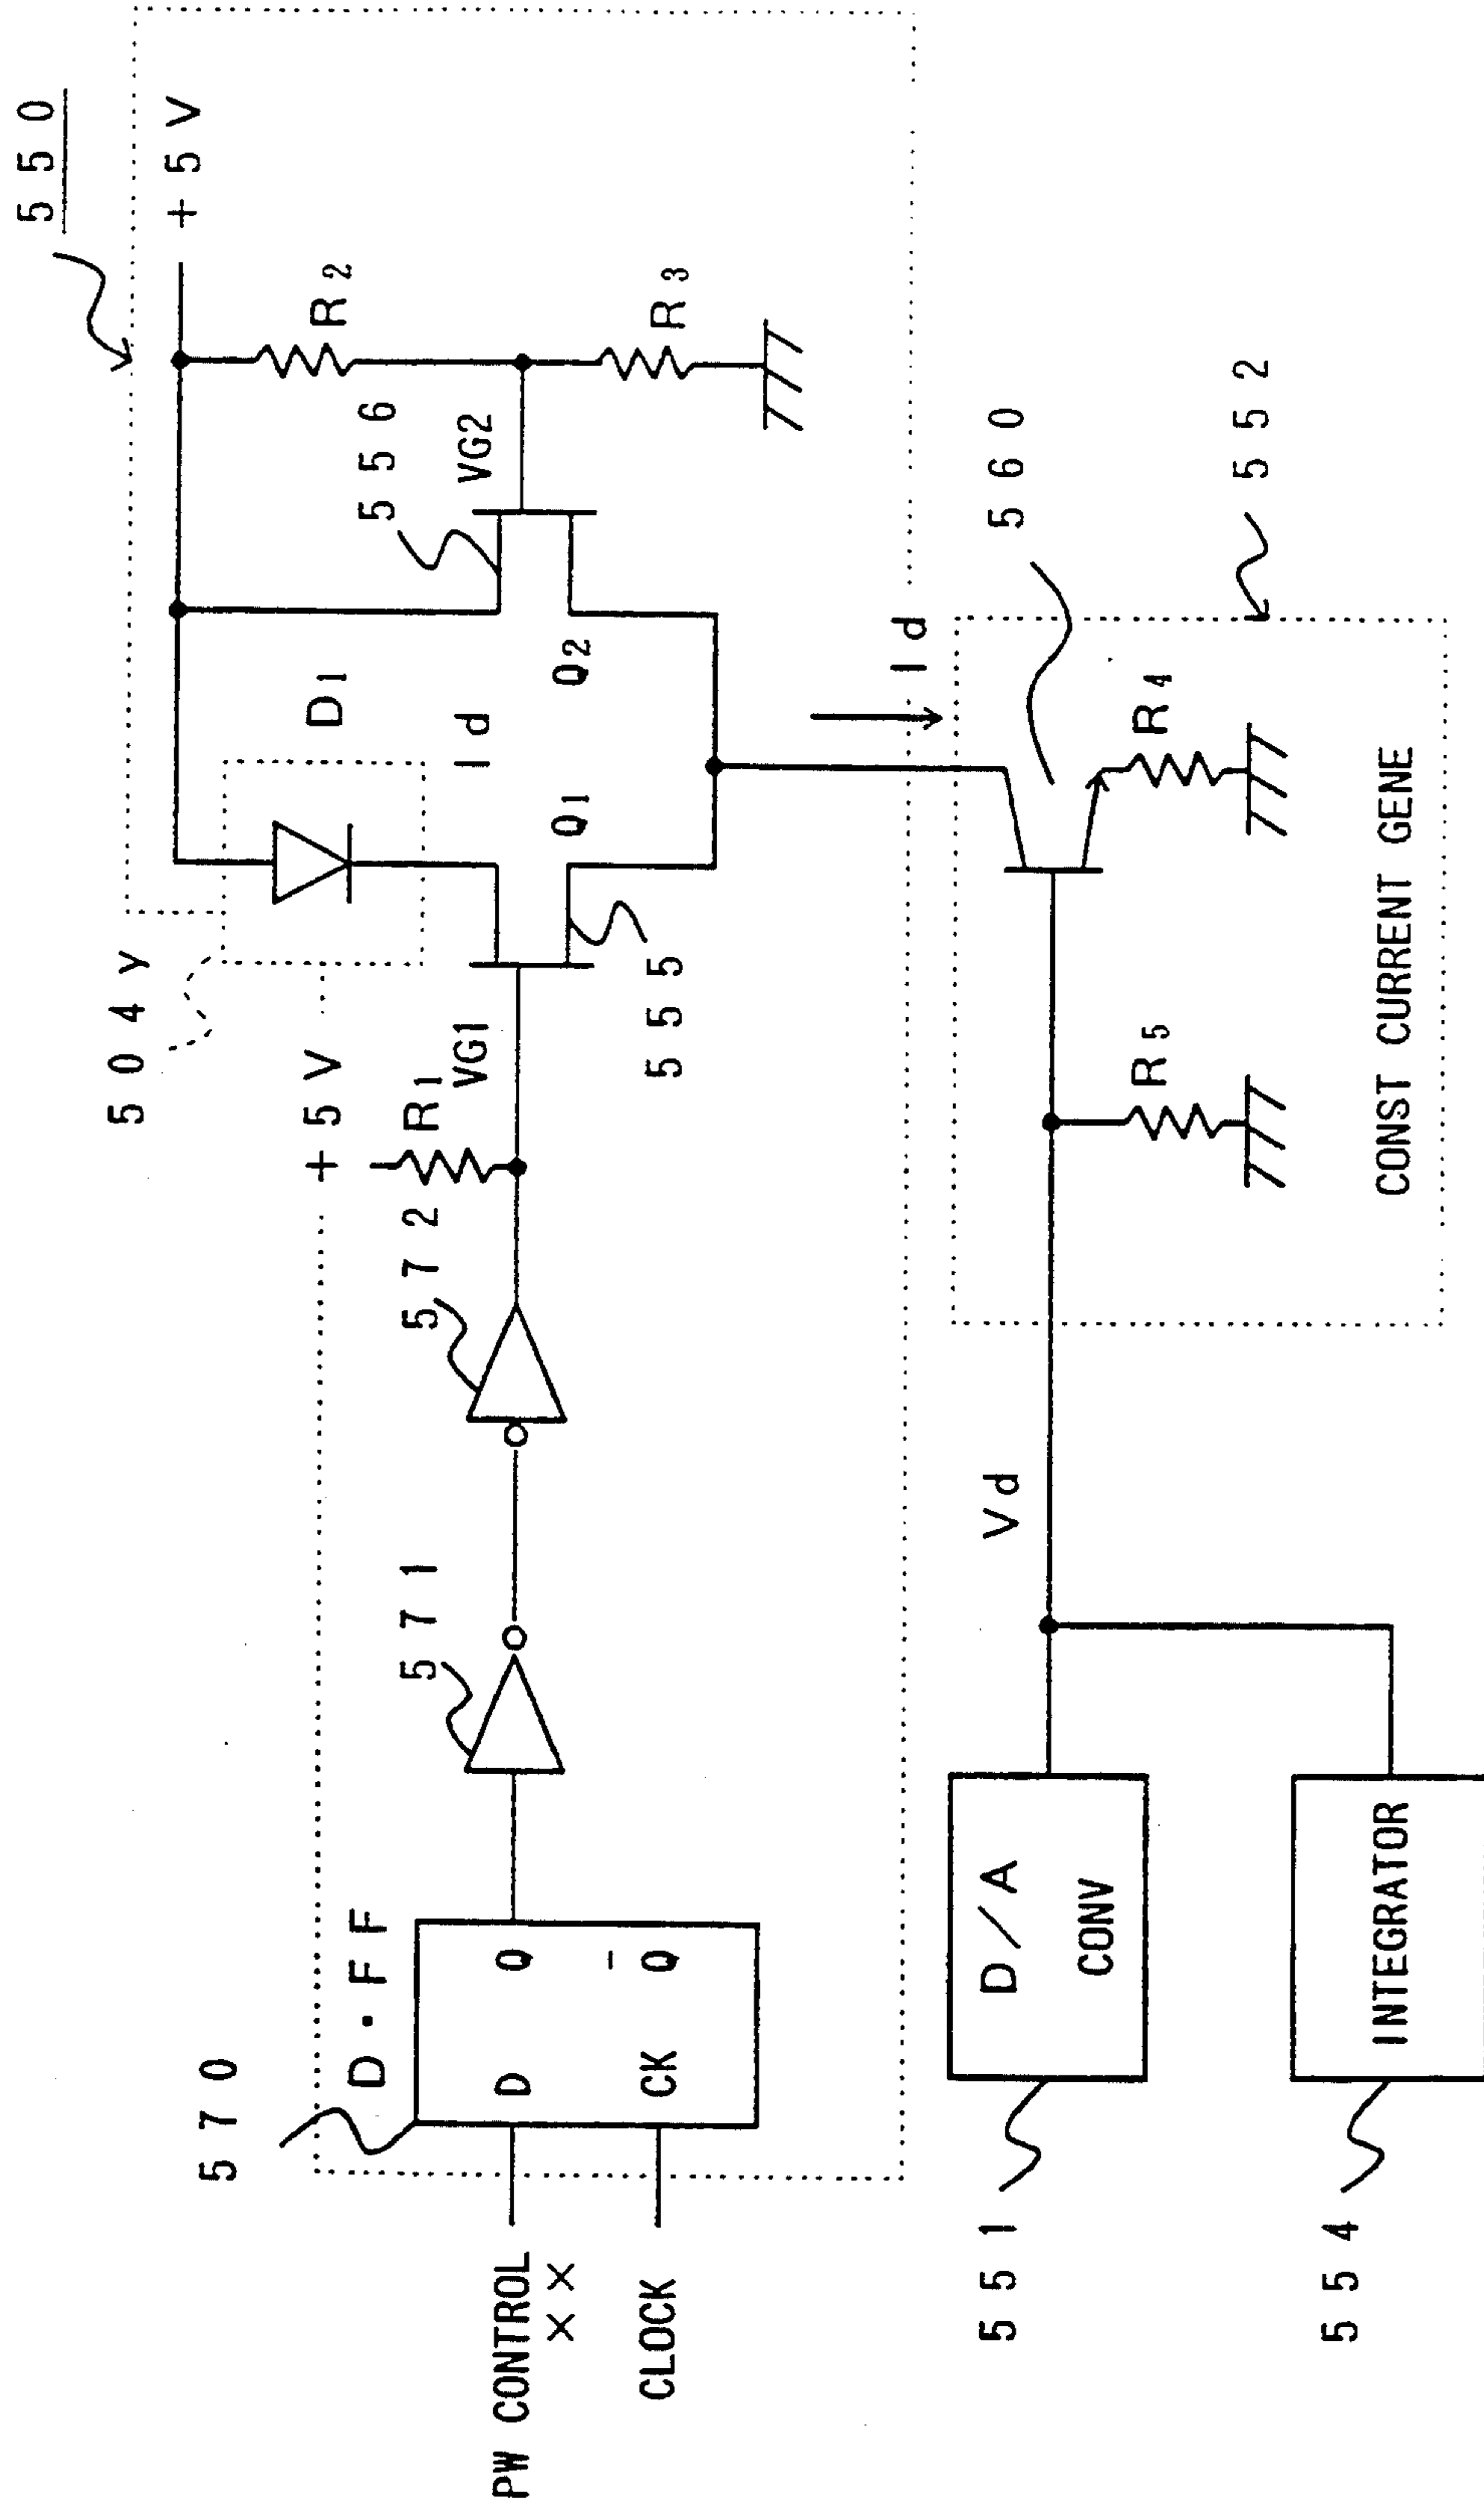 550
+5V
R2
R3
556
VG2
504Y
D1
Id
Q1
Q2
+5V
R1
VG1
555
572
571
570
D·F F
D
Q
CK
Q̅
PW CONTROL
××
CLOCK
Id
560
552
R4
R5
CONST CURRENT GENE
Vd
D/A
CONV
551
INTEGRATOR
554